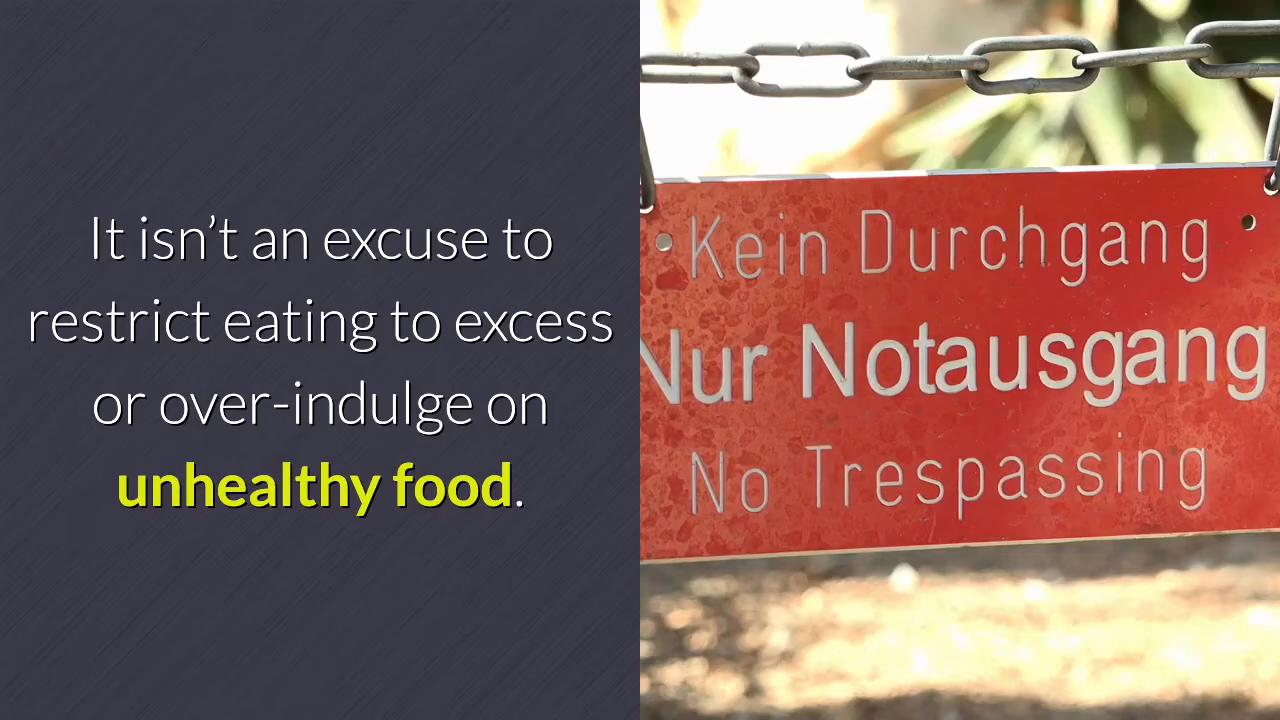 It isn’t an excuse to
restrict eating to excess
or over-indulge on
unhealthy food.
Kein Durchgang
Nur Notausgang
No Trespassing